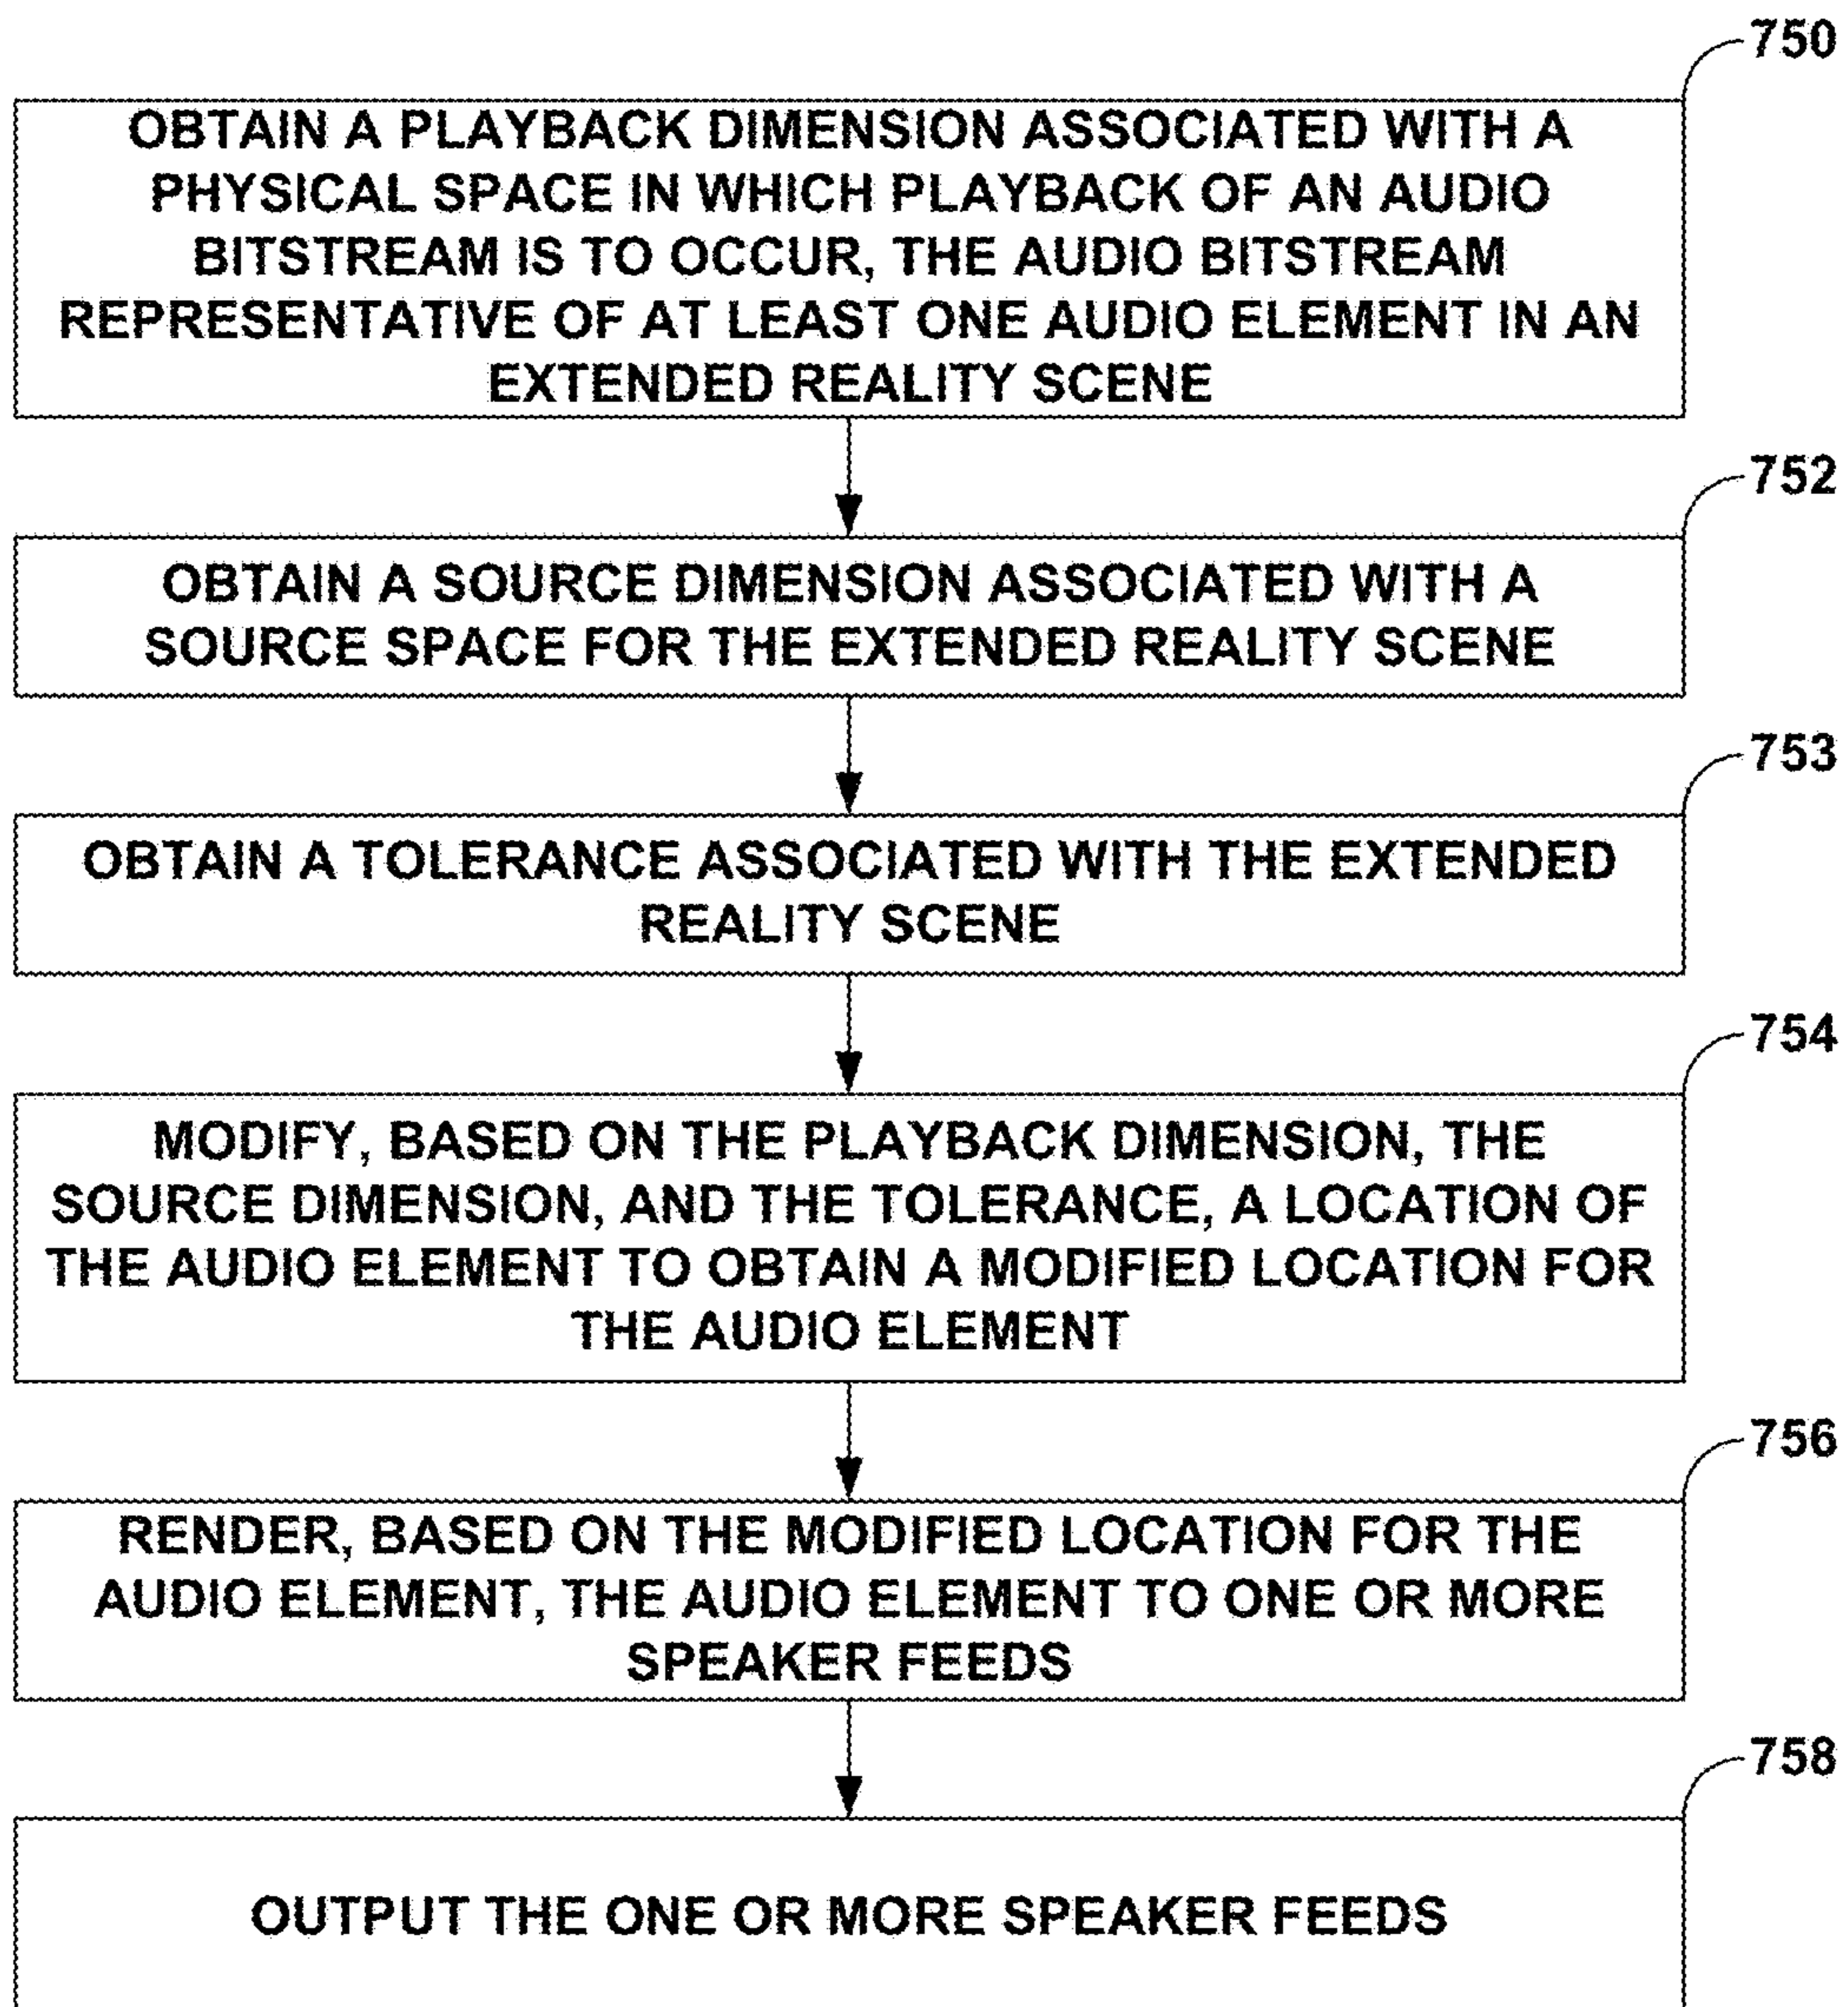 750
OBTAIN A PLAYBACK DIMENSION ASSOCIATED WITH A
PHYSICAL SPACE IN WHICH PLAYBACK OF AN AUDIO
BITSTREAM IS TO OCCUR, THE AUDIO BITSTREAM
REPRESENTATIVE OF AT LEAST ONE AUDIO ELEMENT IN AN
EXTENDED REALITY SCENE
752
OBTAIN A SOURCE DIMENSION ASSOCIATED WITH A
SOURCE SPACE FOR THE EXTENDED REALITY SCENE
753
OBTAIN A TOLERANCE ASSOCIATED WITH THE EXTENDED
REALITY SCENE
754
MODIFY, BASED ON THE PLAYBACK DIMENSION, THE
SOURCE DIMENSION, AND THE TOLERANCE, A LOCATION OF
THE AUDIO ELEMENT TO OBTAIN A MODIFIED LOCATION FOR
THE AUDIO ELEMENT
756
RENDER, BASED ON THE MODIFIED LOCATION FOR THE
AUDIO ELEMENT, THE AUDIO ELEMENT TO ONE OR MORE
SPEAKER FEEDS
758
OUTPUT THE ONE OR MORE SPEAKER FEEDS